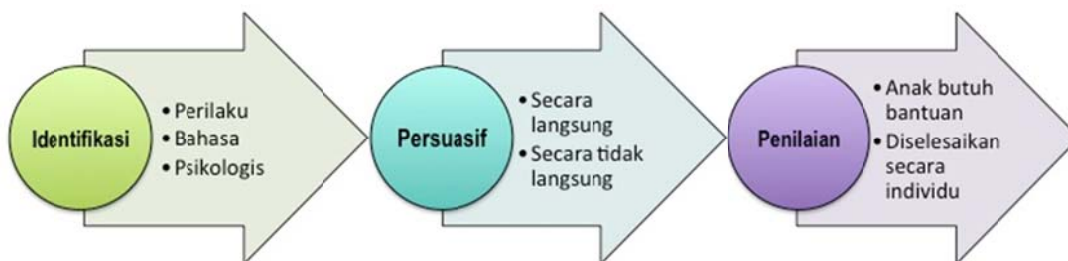 Identifikasi
• Perilaku
• Bahasa
• Psikologis
Persuasif
• Secara
langsung
• Secara tidak
langsung
Penilaian
• Anak butuh
bantuan
• Diselesaikan
secara
individu